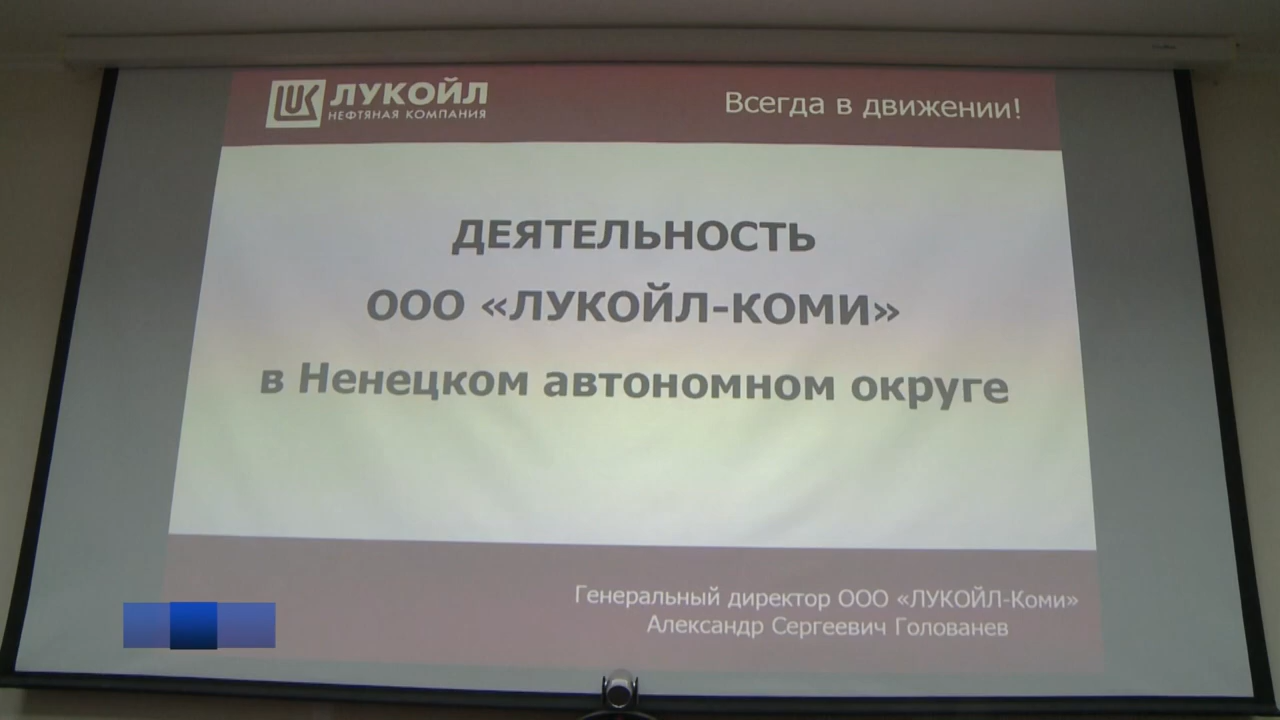 ЛУКОЙЛ
НЕФТЯНАЯ КОМПАНИЯ
Всегда в движении!
ДЕЯТЕЛЬНОСТЬ
ООО «ЛУКОЙЛ-КОМИ»
в Ненецком автономном округе
Генеральный директор ООО «ЛУКОЙЛ-Коми»
Александр Сергеевич Голованев